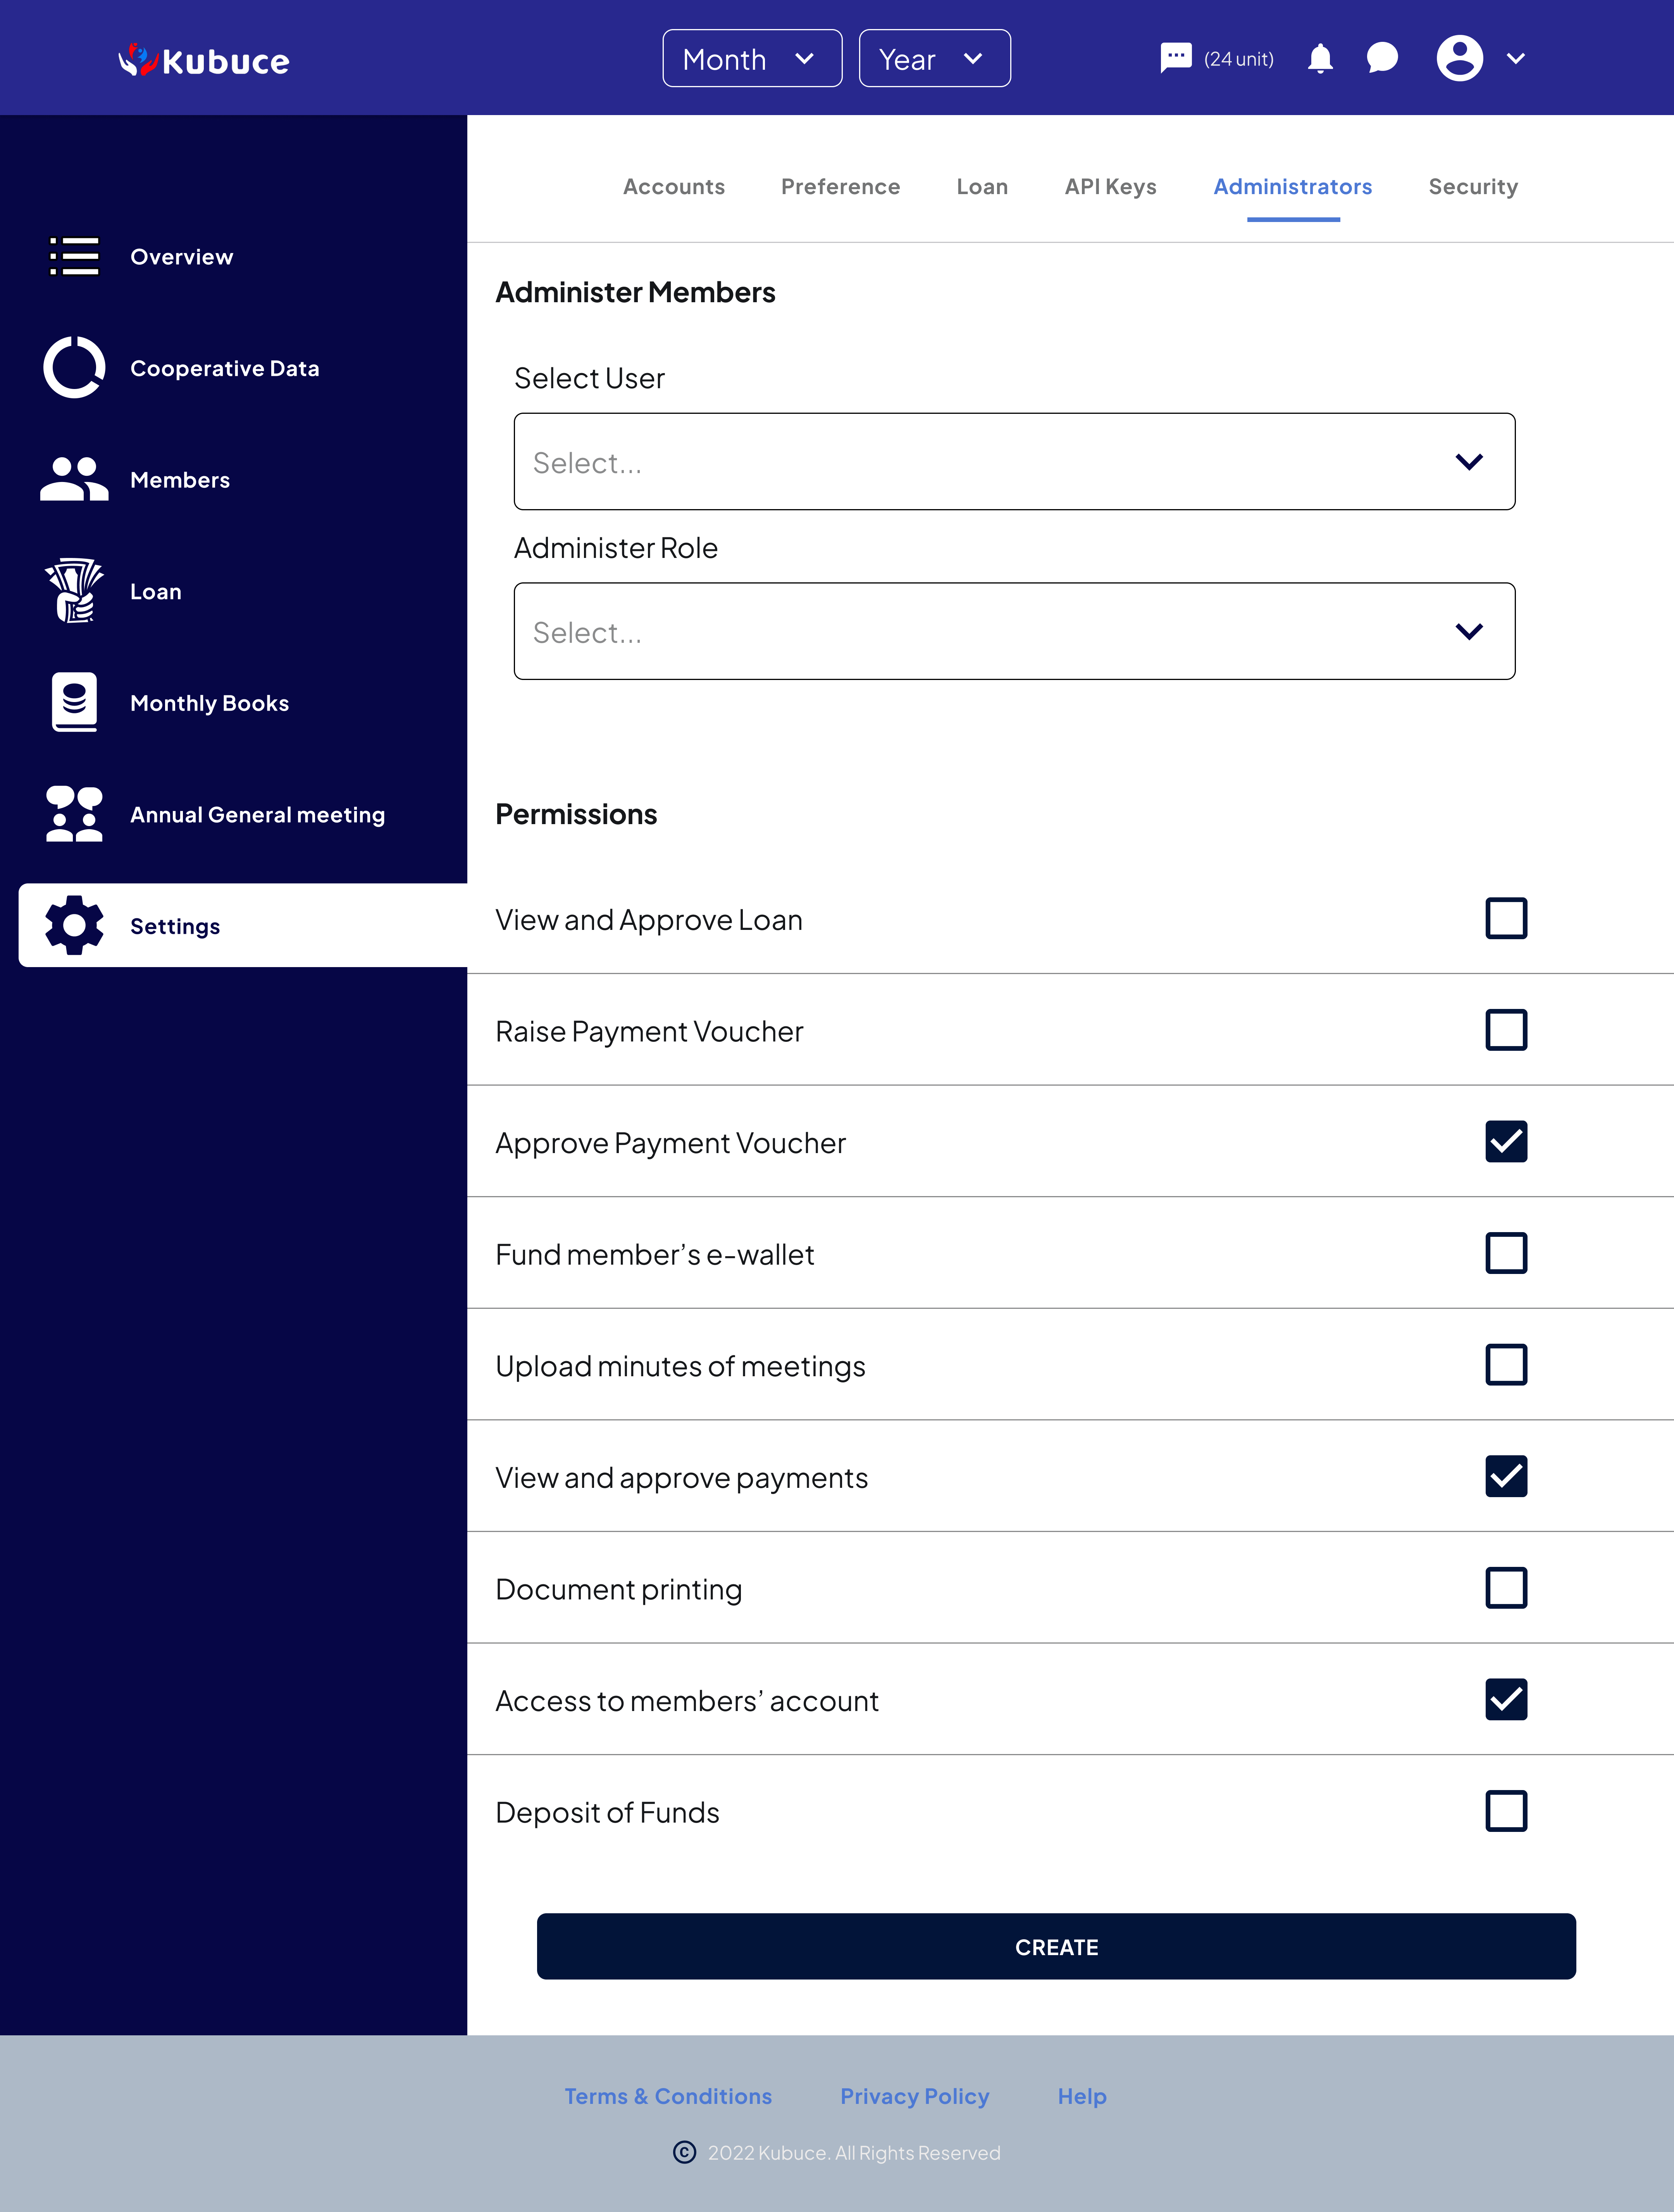 Kubuce
Month
Year
(24 unit)
Accounts
Preference
Loan
API Keys
Administrators
Security
Overview
Cooperative Data
Members
Loan
Monthly Books
Annual General meeting
Settings
Administer Members
Select User
Select...
Administer Role
Select...
Permissions
View and Approve Loan
Raise Payment Voucher
Approve Payment Voucher
Fund member’s e-wallet
Upload minutes of meetings
View and approve payments
Document printing
Access to members’ account
Deposit of Funds
CREATE
Terms & Conditions
Privacy Policy
Help
© 2022 Kubuce. All Rights Reserved